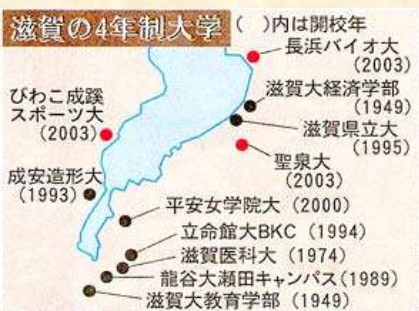 滋賀の4年制大学
( )内は開校年
長浜バイオ大
(2003)
滋賀大経済学部
(1949)
滋賀県立大
(1995)
聖泉大
(2003)
びわこ成蹊
スポーツ大
(2003)
成安造形大
(1993)
平安女学院大(2000)
立命館大BKC(1994)
滋賀医科大(1974)
龍谷大瀬田キャンパス(1989)
滋賀大教育学部(1949)